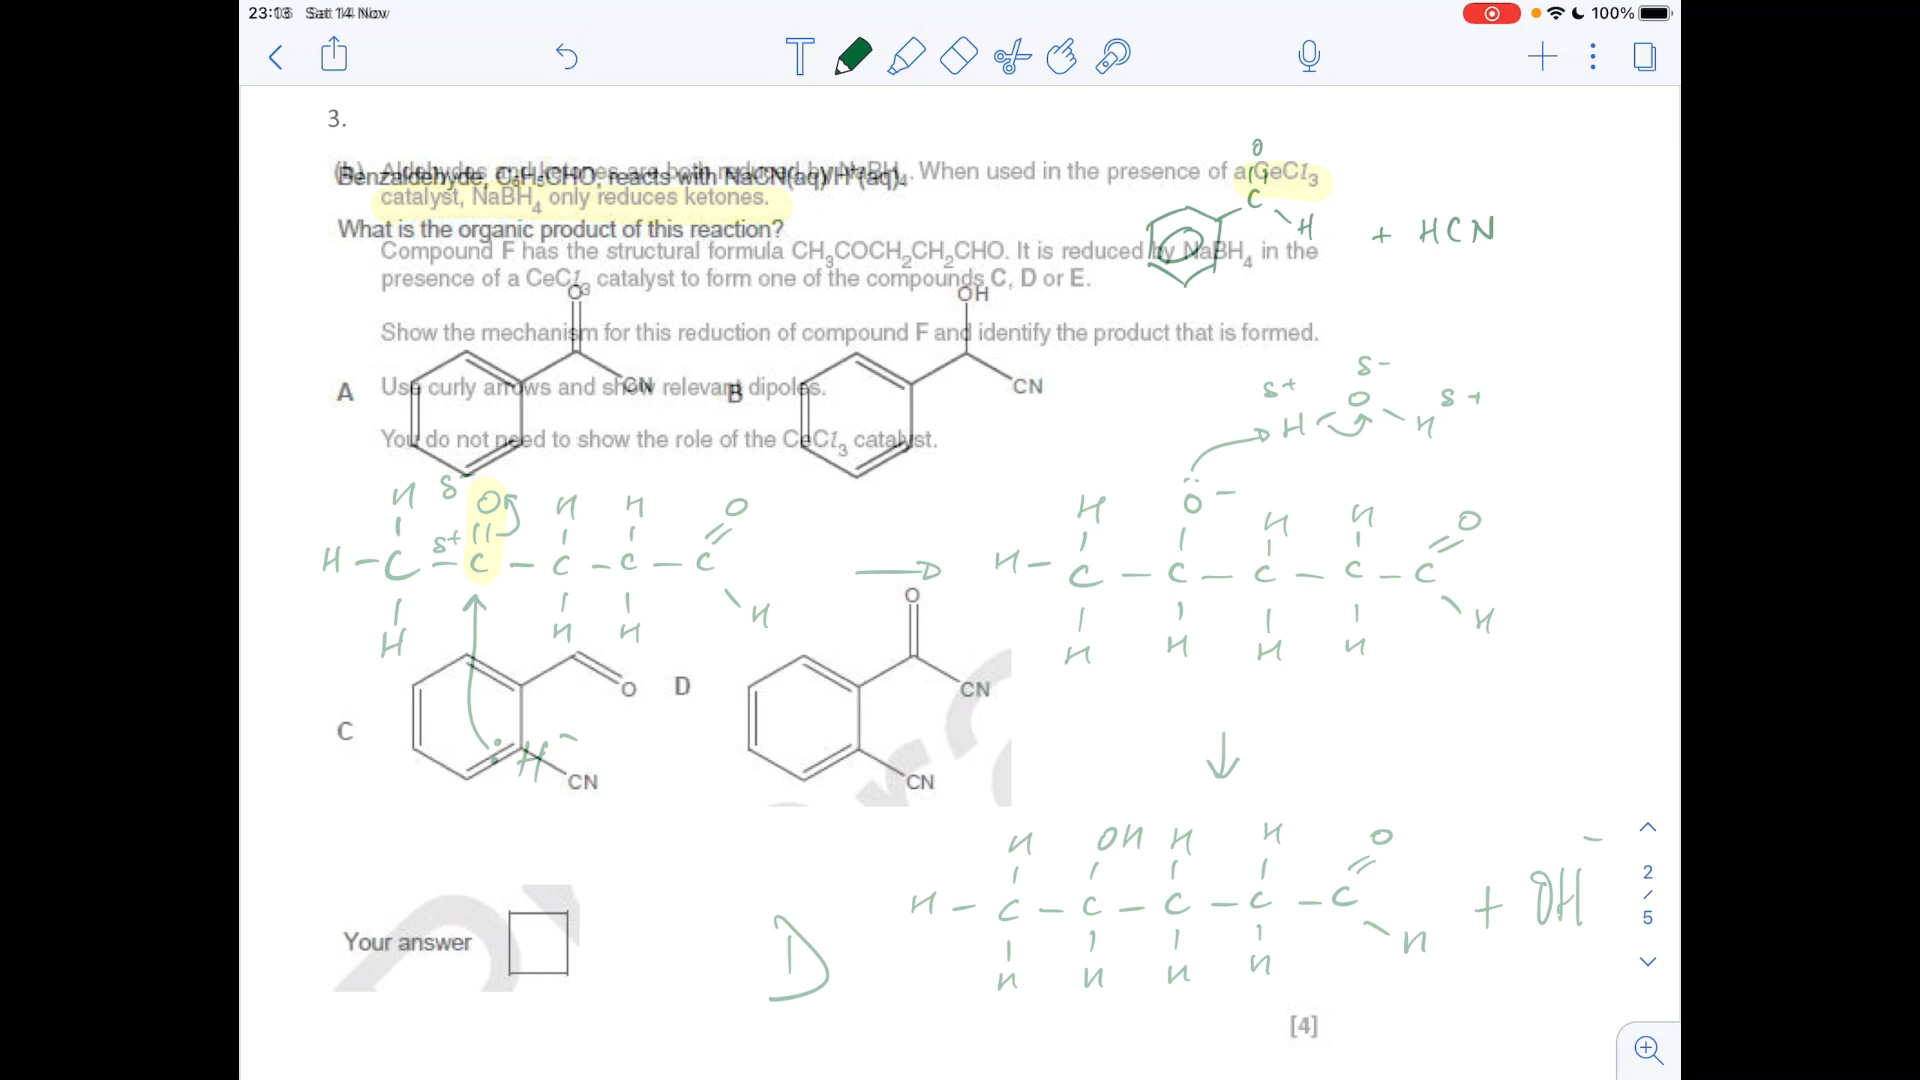 Sat 14 Nov
100%
3.
Aldehydes and ketones are both reduced by NaBH4. When used in the presence of a CeCl3
Benzaldehyde, C6H5CHO, reacts with NaCN(aq)/H+(aq).
catalyst, NaBH4 only reduces ketones.
What is the organic product of this reaction?
Compound F has the structural formula CH3COCH2CH2CHO. It is reduced by NaBH4 in the
presence of a CeCl3 catalyst to form one of the compounds C, D or E.
Show the mechanism for this reduction of compound F and identify the product that is formed.
Use curly arrows and show relevant dipoles.
You do not need to show the role of the CeCl3 catalyst.
O
C
H
+ HCN
A
O
CN
B
OH
CN
δ+ δ- δ+
H O H
H δ- O H H O
H - C δ+ - C - C - C - C
H H H H
:H-
H O- H H O
H - C - C - C - C - C
H H H H H
C
O
CN
D
O
CN
CN
H OH H H O
H - C - C - C - C - C
H H H H H
+ OH-
D
Your answer
[4]
2
/
5